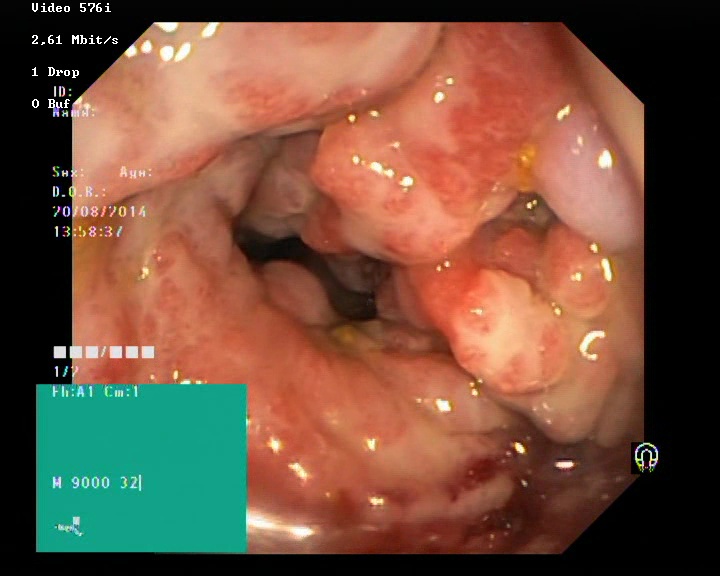 Video 576i
2,61 Mbit/s
1 Drop
0 Buf
ID:
Name:
Sex: Age:
D.O.B.:
20/08/2014
13:58:37
■■■/■■■
1/2
Eh:A1 Cm:1
M 9000 32